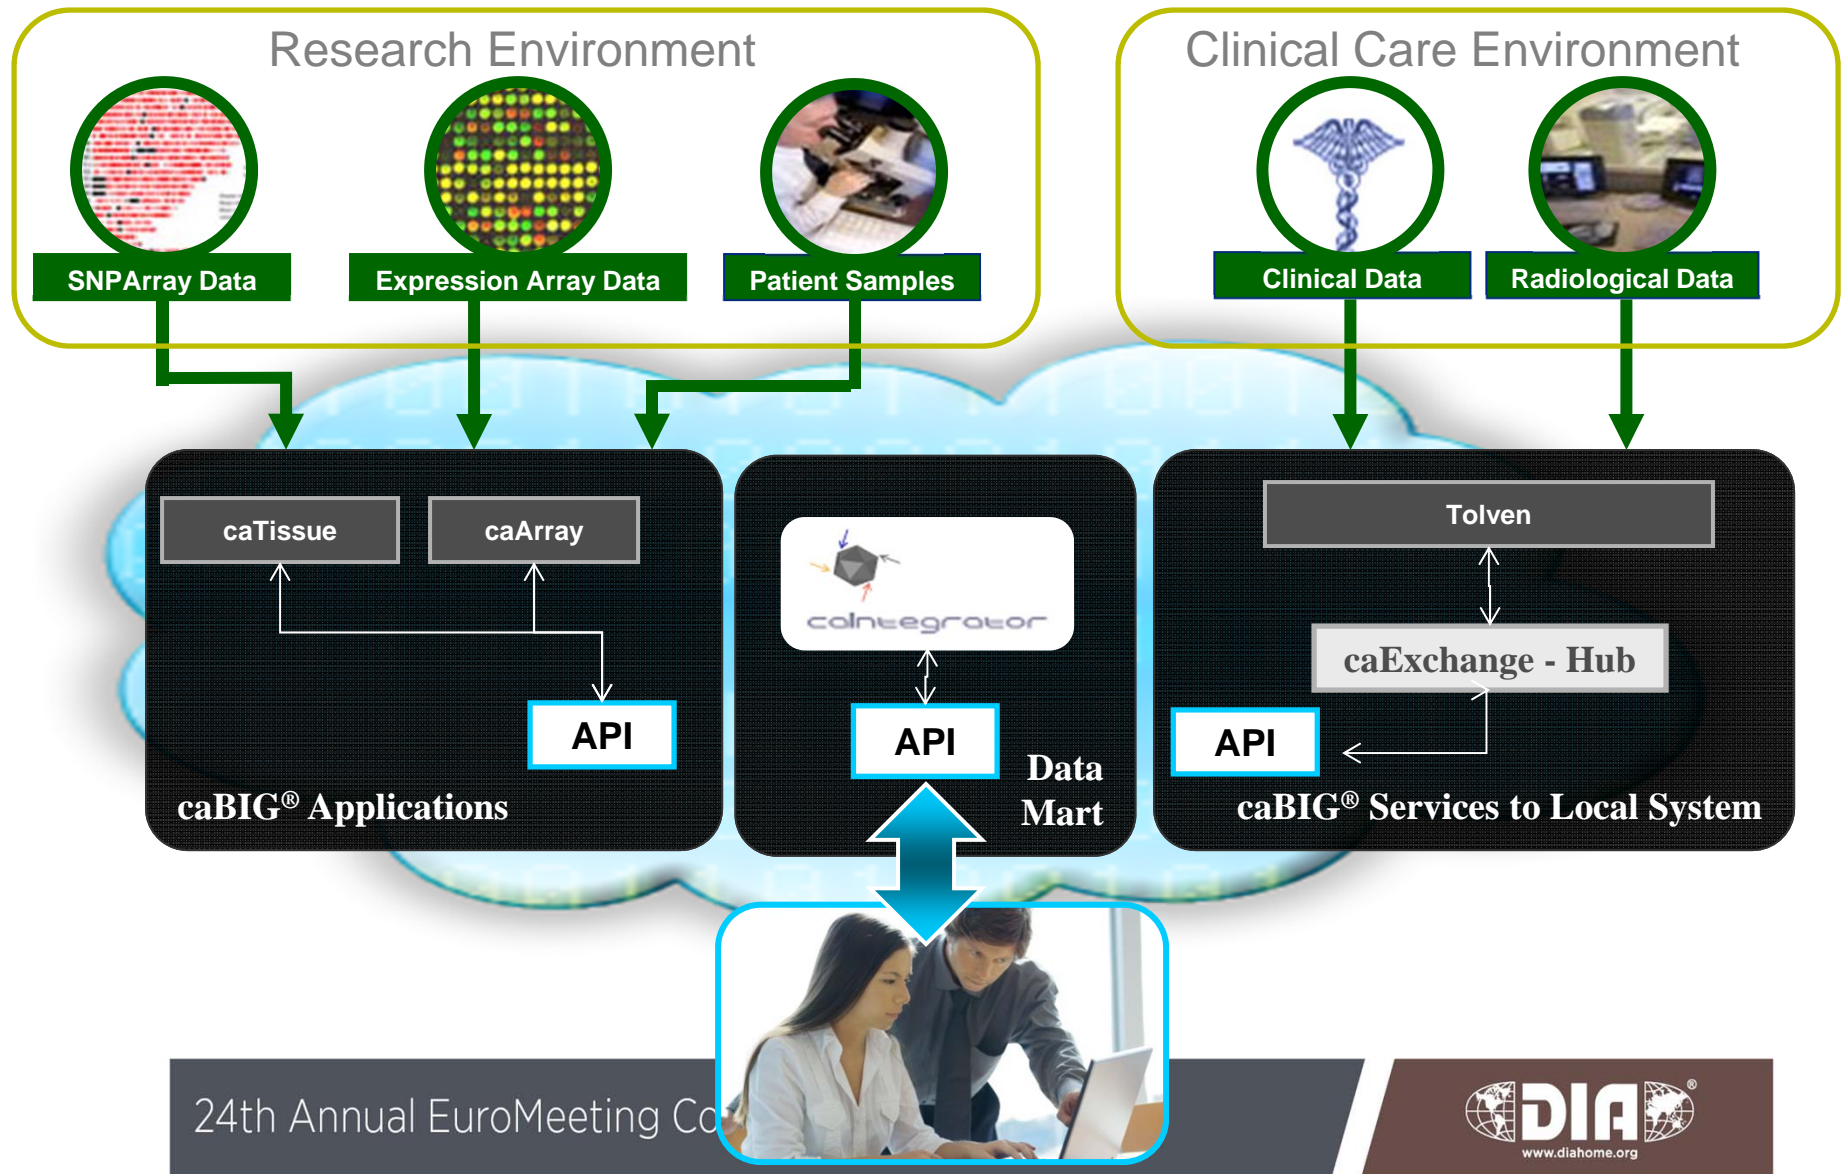 Research Environment
Clinical Care Environment
SNPArray Data
Expression Array Data
Patient Samples
Clinical Data
Radiological Data
caTissue
caArray
caIntegrator
Tolven
caExchange - Hub
API
API
API
caBIG® Applications
Data
Mart
caBIG® Services to Local System
24th Annual EuroMeeting Co
DIA®
www.diahome.org